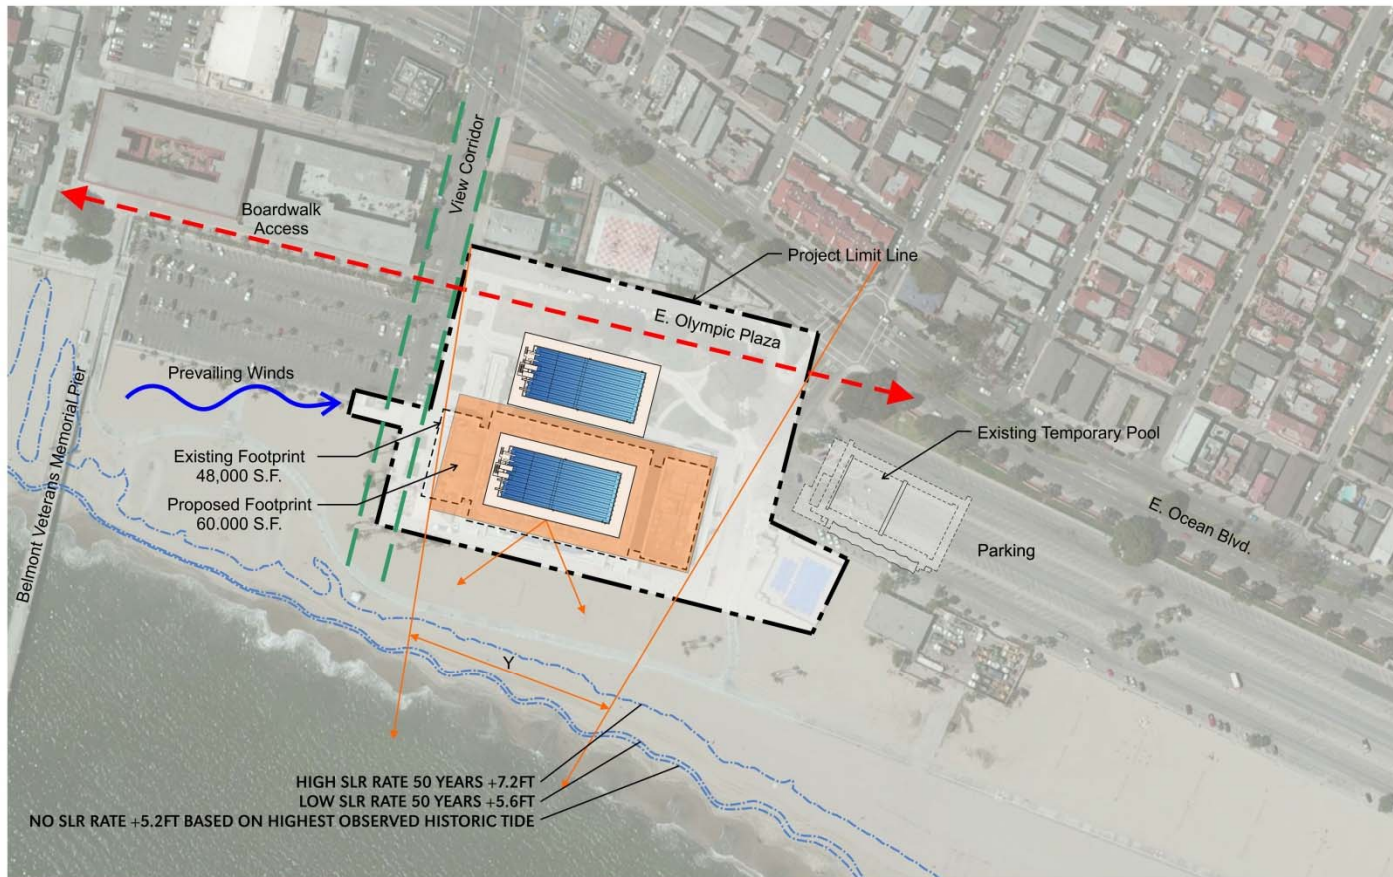 View Corridor
Boardwalk
Access
Project Limit Line
E. Olympic Plaza
Prevailing Winds
Belmont Veterans Memorial Pier
Existing Footprint
48,000 S.F.
Proposed Footprint
60.000 S.F.
Existing Temporary Pool
E. Ocean Blvd.
Parking
Y
HIGH SLR RATE 50 YEARS +7.2FT
LOW SLR RATE 50 YEARS +5.6FT
NO SLR RATE +5.2FT BASED ON HIGHEST OBSERVED HISTORIC TIDE